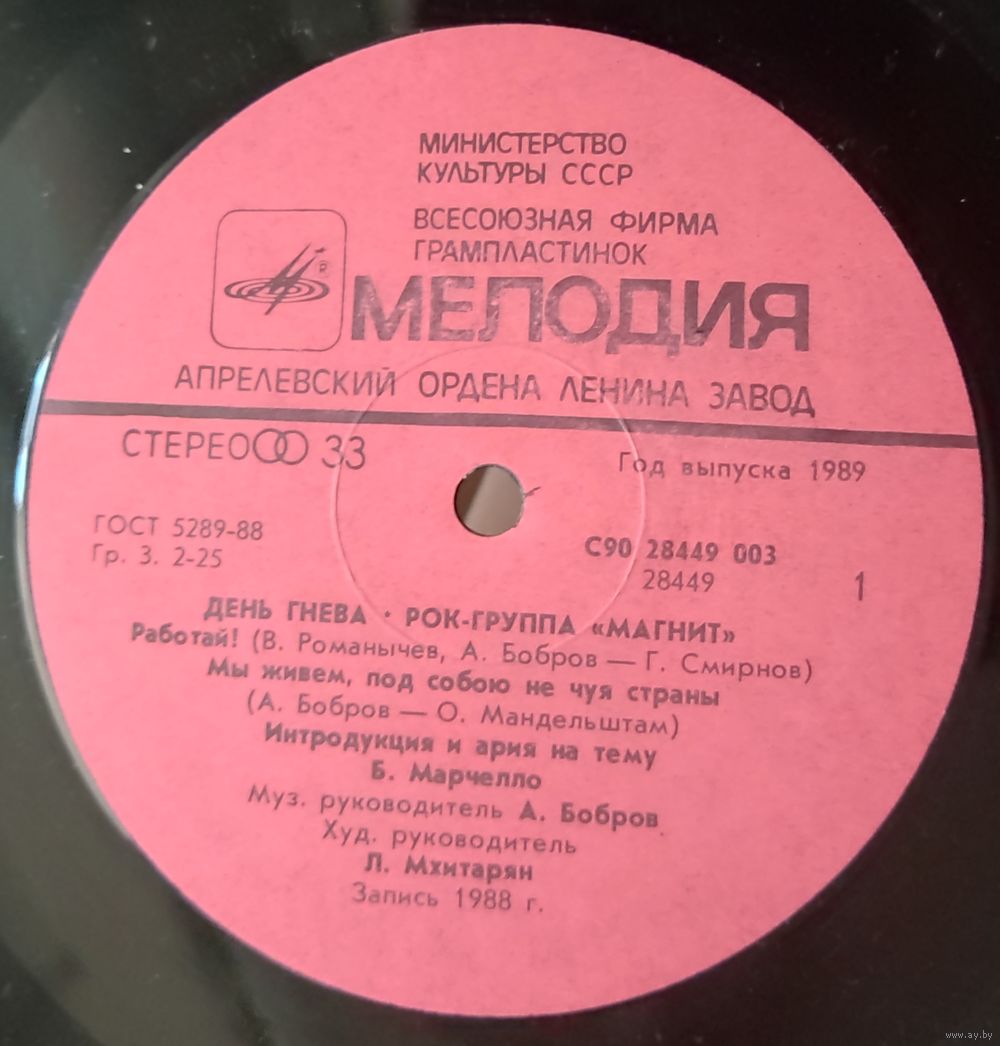 МИНИСТЕРСТВО
КУЛЬТУРЫ СССР
ВСЕСОЮЗНАЯ ФИРМА
ГРАМПЛАСТИНОК
®
МЕЛОДИЯ
АПРЕЛЕВСКИЙ ОРДЕНА ЛЕНИНА ЗАВОД
СТЕРЕО 33
Год выпуска 1989
ГОСТ 5289-88
Гр. 3. 2-25
С90 28449 003
28449
1
ДЕНЬ ГНЕВА · РОК-ГРУППА «МАГНИТ»
Работай! (В. Романычев, А. Бобров — Г. Смирнов)
Мы живем, под собою не чуя страны
(А. Бобров — О. Мандельштам)
Интродукция и ария на тему
Б. Марчелло
Муз. руководитель А. Бобров
Худ. руководитель
Л. Мхитарян
Запись 1988 г.
www.ay.by